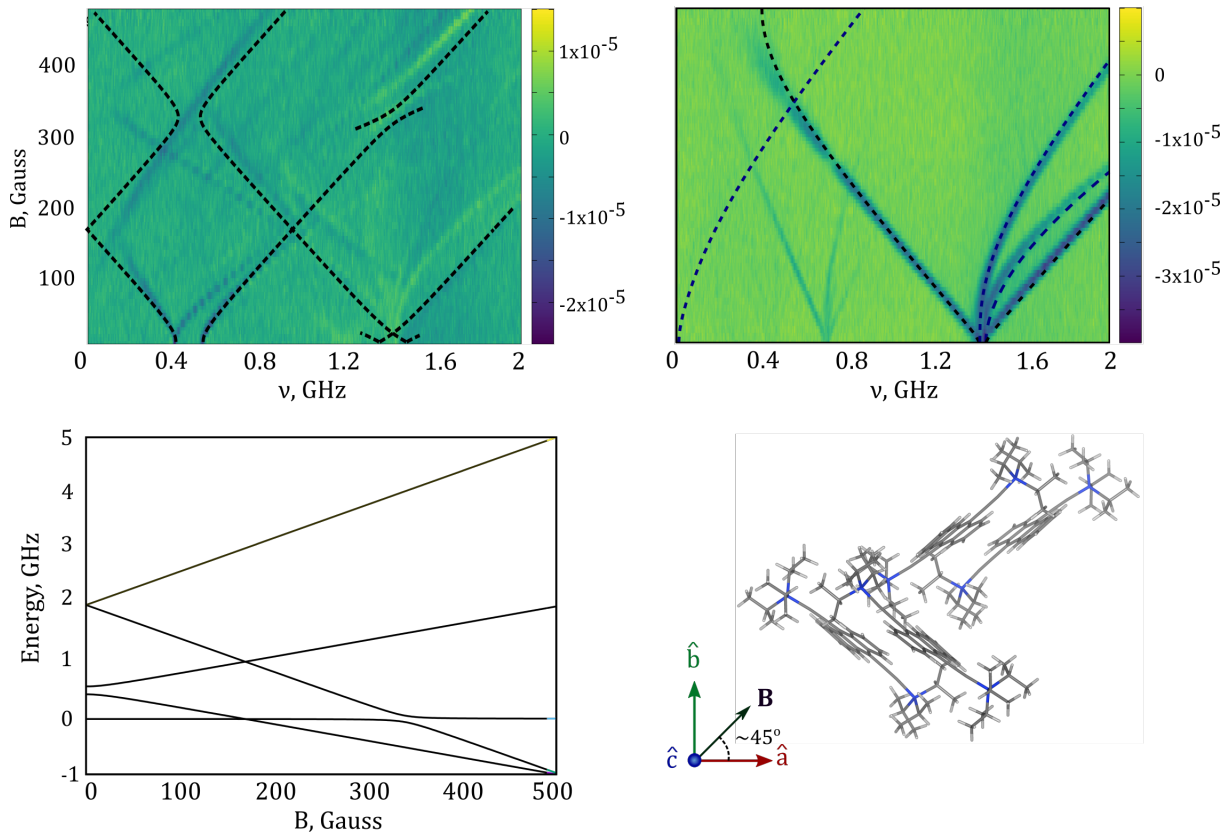 B, Gauss
400
300
200
100
0
0.4
0.8
1.2
1.6
2
ν, GHz
1x10⁻⁵
0
-1x10⁻⁵
-2x10⁻⁵
0
0.4
0.8
1.2
1.6
2
ν, GHz
0
-1x10⁻⁵
-2x10⁻⁵
-3x10⁻⁵
Energy, GHz
5
4
3
2
1
0
-1
0
100
200
300
400
500
B, Gauss
b̂
B
~45°
ĉ
â